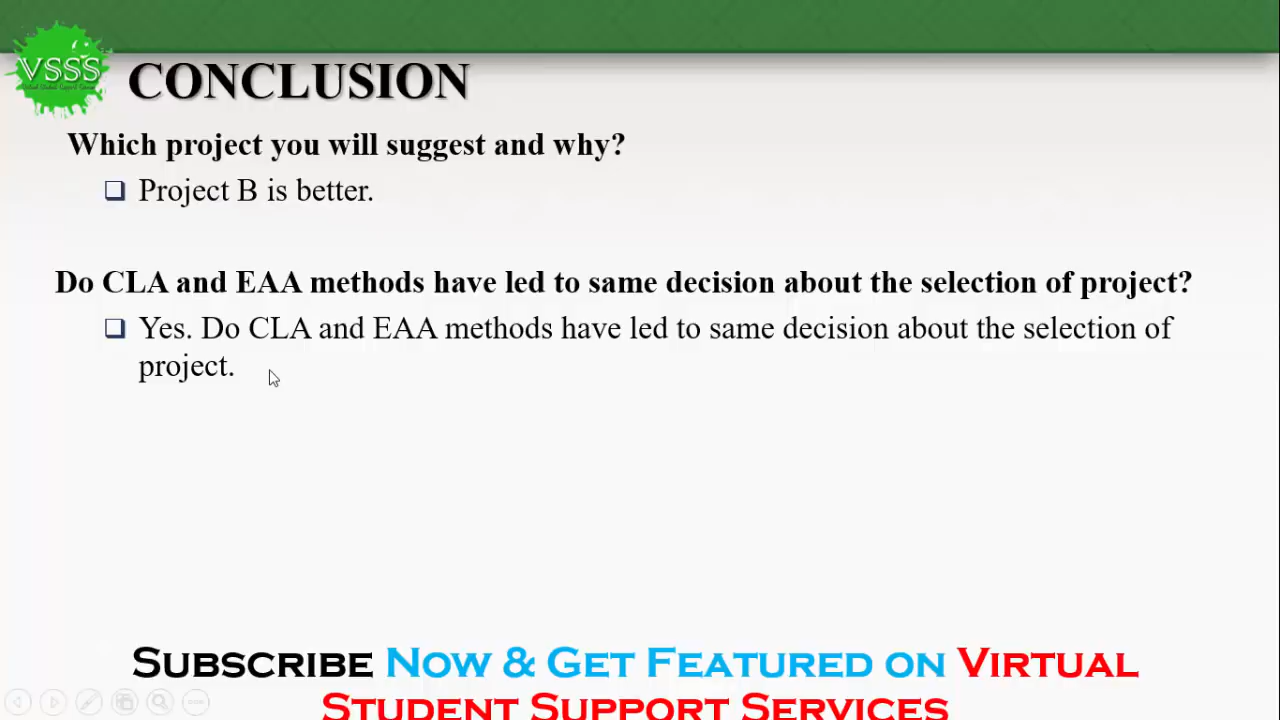 VSSS
CONCLUSION
Which project you will suggest and why?
Project B is better.
Do CLA and EAA methods have led to same decision about the selection of project?
Yes. Do CLA and EAA methods have led to same decision about the selection of
project.
SUBSCRIBE NOW & GET FEATURED ON VIRTUAL
STUDENT SUPPORT SERVICES